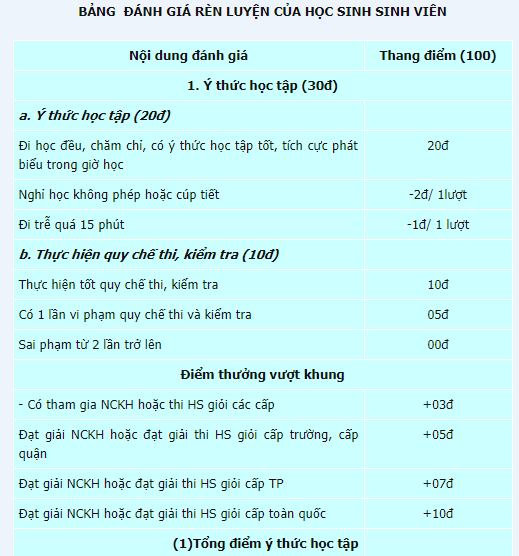 BẢNG ĐÁNH GIÁ RÈN LUYỆN CỦA HỌC SINH SINH VIÊN
Nội dung đánh giá Thang điểm (100)
1. Ý thức học tập (30đ)
a. Ý thức học tập (20đ)
Đi học đều, chăm chỉ, có ý thức học tập tốt, tích cực phát 20đ
biểu trong giờ học
Nghỉ học không phép hoặc cúp tiết -2đ/ 1lượt
Đi trễ quá 15 phút -1đ/ 1 lượt
b. Thực hiện quy chế thi, kiểm tra (10đ)
Thực hiện tốt quy chế thi, kiểm tra 10đ
Có 1 lần vi phạm quy chế thi và kiểm tra 05đ
Sai phạm từ 2 lần trở lên 00đ
Điểm thưởng vượt khung
- Có tham gia NCKH hoặc thi HS giỏi các cấp +03đ
Đạt giải NCKH hoặc đạt giải thi HS giỏi cấp trường, cấp +05đ
quận
Đạt giải NCKH hoặc đạt giải thi HS giỏi cấp TP +07đ
Đạt giải NCKH hoặc đạt giải thi HS giỏi cấp toàn quốc +10đ
(1)Tổng điểm ý thức học tập